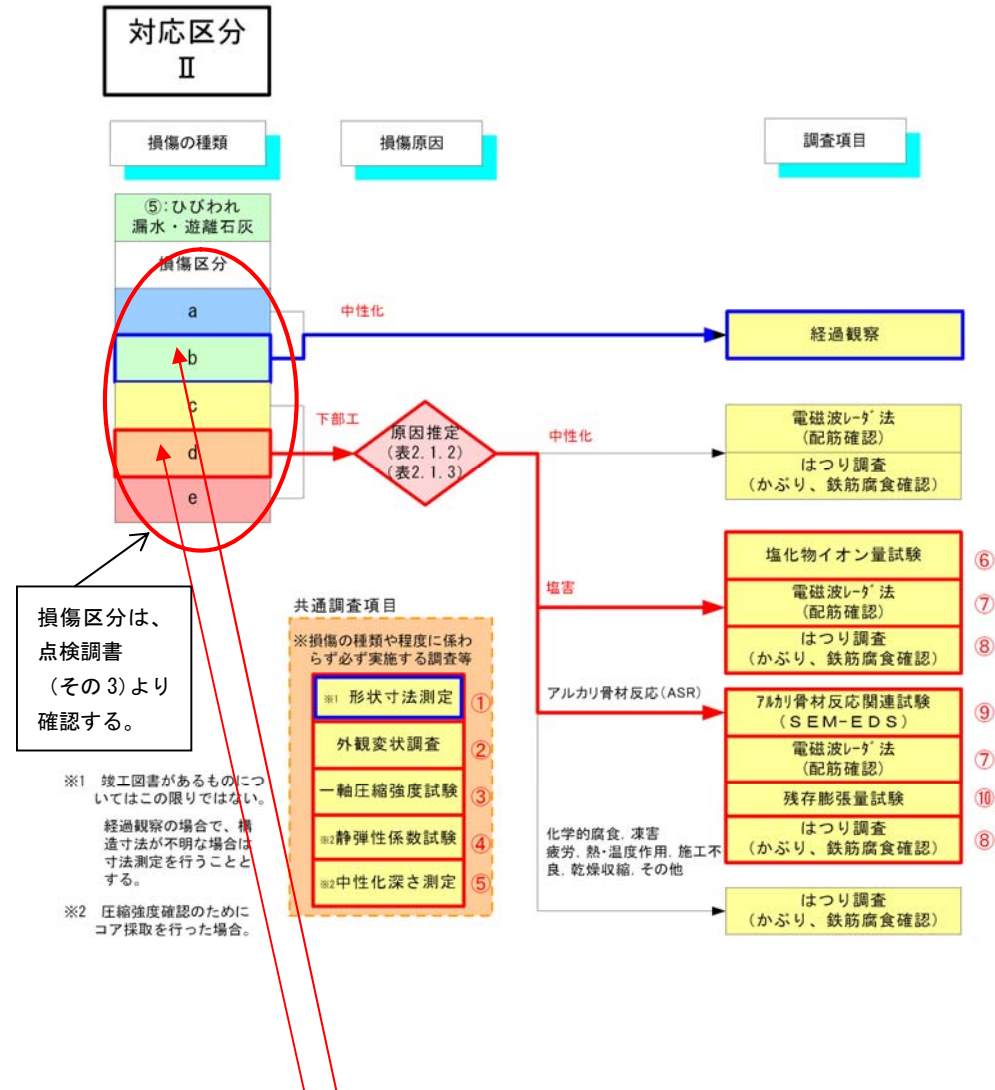 対応区分
Ⅱ
損傷の種類
損傷原因
調査項目
⑤:ひびわれ
漏水・遊離石灰
損傷区分
a
b
c
d
e
中性化
経過観察
下部工
原因推定
(表2.1.2)
(表2.1.3)
中性化
電磁波ﾚｰﾀﾞ法
(配筋確認)
はつり調査
(かぶり、鉄筋腐食確認)
塩害
塩化物イオン量試験
⑥
電磁波ﾚｰﾀﾞ法
(配筋確認)
⑦
はつり調査
(かぶり、鉄筋腐食確認)
⑧
アルカリ骨材反応(ASR)
ｱﾙｶﾘ骨材反応関連試験
(SEM-EDS)
⑨
電磁波ﾚｰﾀﾞ法
(配筋確認)
⑦
残存膨張量試験
⑩
はつり調査
(かぶり、鉄筋腐食確認)
⑧
化学的腐食，凍害
疲労，熱・温度作用，施工不
良，乾燥収縮，その他
はつり調査
(かぶり、鉄筋腐食確認)
損傷区分は、
点検調書
(その3)より
確認する。
共通調査項目
※損傷の種類や程度に係わ
らず必ず実施する調査等
※1 形状寸法測定
①
外観変状調査
②
一軸圧縮強度試験
③
※2静弾性係数試験
④
※2中性化深さ測定
⑤
※1 竣工図書があるものにつ
いてはこの限りではない。
経過観察の場合で、構
造寸法が不明な場合は
寸法測定を行うことと
する。
※2 圧縮強度確認のために
コア採取を行った場合。